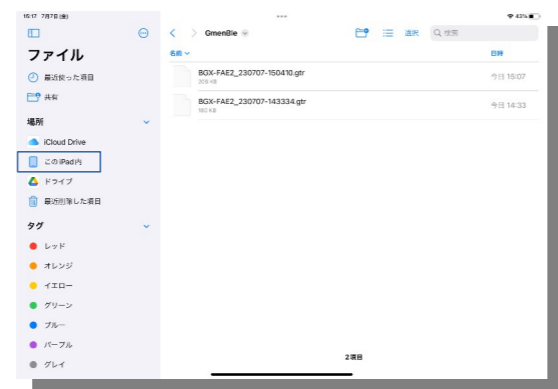 15:17 7月7日(金)
43%
ファイル
最近使った項目
共有
場所
iCloud Drive
このiPad内
ドライブ
最近削除した項目
タグ
レッド
オレンジ
イエロー
グリーン
ブルー
パープル
グレイ
GmenBle
選択
検索
名前
日時
BGX-FAE2_230707-150410.gtr
209 KB
今日 15:07
BGX-FAE2_230707-143334.gtr
今日 14:33
2項目